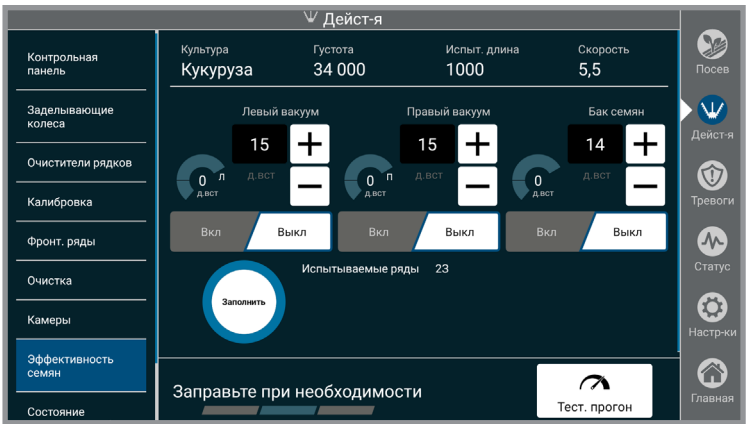 Дейст-я
Контрольная
панель
Заделывающие
колеса
Очистители рядков
Калибровка
Фронт. ряды
Очистка
Камеры
Эффективность
семян
Состояние
Культура Густота Испыт. длина Скорость
Кукуруза 34 000 1000 5,5
Левый вакуум Правый вакуум Бак семян
15 + 15 + 14 +
0 Л д.вст − 0 П д.вст − 0 д.вст −
д.вст д.вст д.вст
Вкл Выкл Вкл Выкл Вкл Выкл
Испытываемые ряды 23
Заполнить
Заправьте при необходимости
Тест. прогон
Посев
Дейст-я
Тревоги
Статус
Настр-ки
Главная